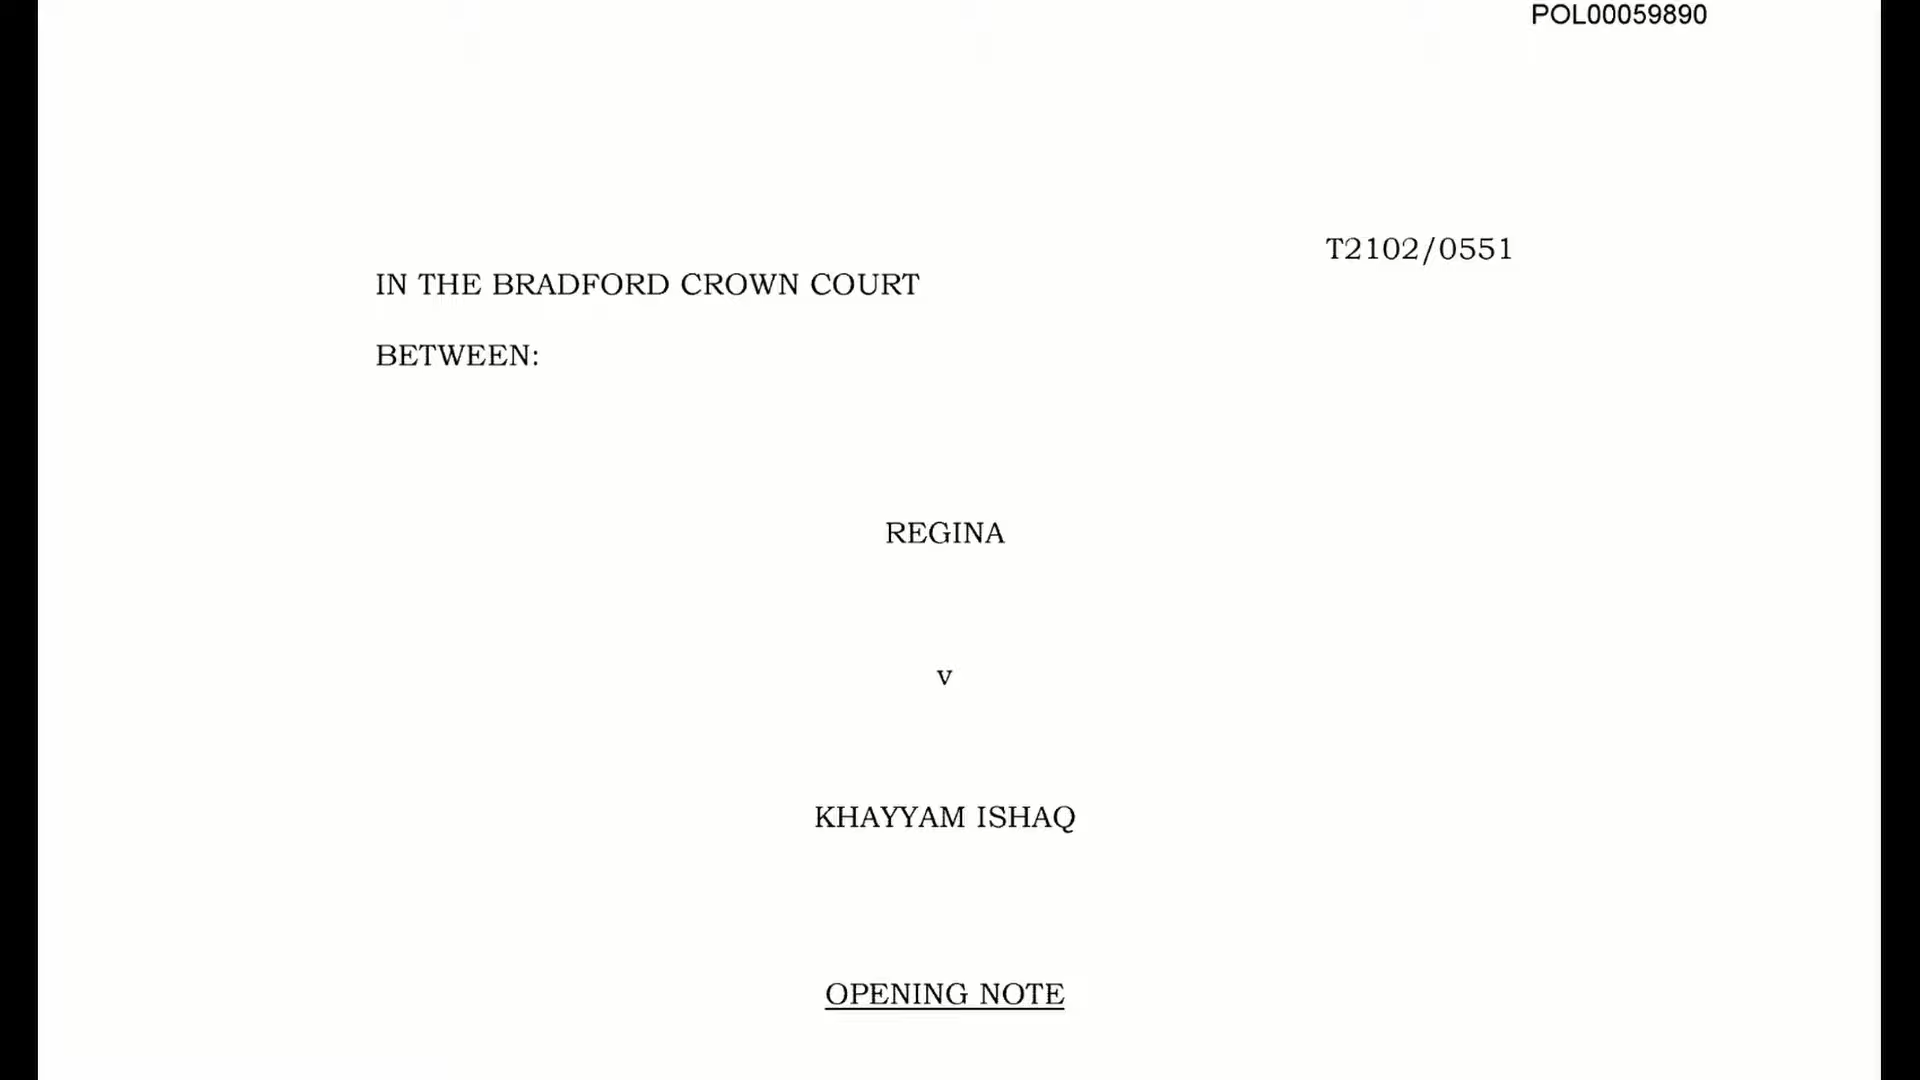 POL00059890
T2102/0551
IN THE BRADFORD CROWN COURT
BETWEEN:
REGINA
v
KHAYYAM ISHAQ
OPENING NOTE